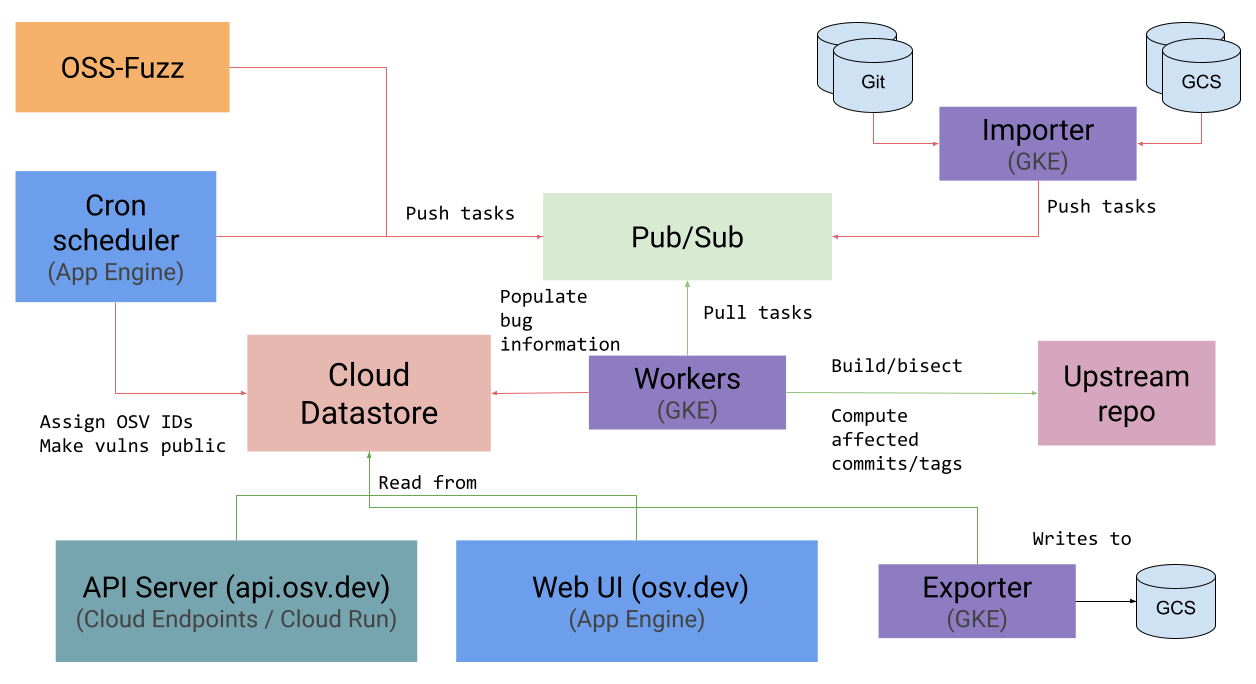 OSS-Fuzz
Git
GCS
Importer
(GKE)
Cron
scheduler
(App Engine)
Push tasks
Pub/Sub
Push tasks
Populate
bug
information
Pull tasks
Cloud
Datastore
Workers
(GKE)
Build/bisect
Upstream
repo
Assign OSV IDs
Make vulns public
Compute
affected
commits/tags
Read from
API Server (api.osv.dev)
(Cloud Endpoints / Cloud Run)
Web UI (osv.dev)
(App Engine)
Exporter
(GKE)
Writes to
GCS